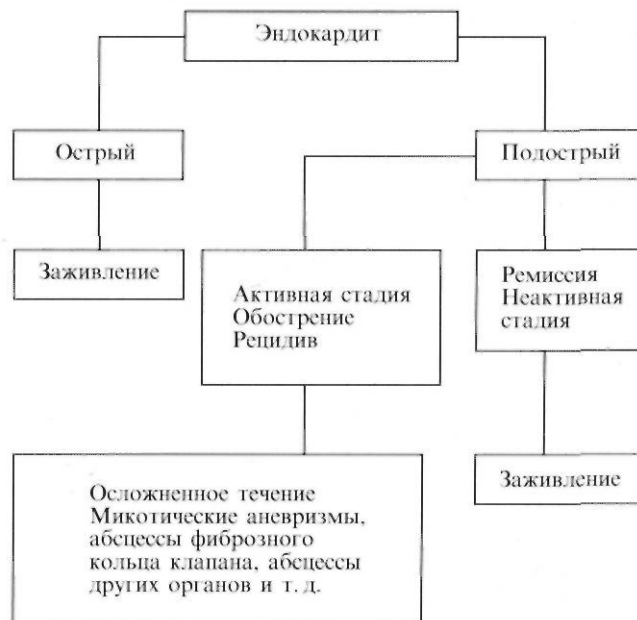 Эндокардит
Острый
Подострый
Заживление
Активная стадия
Обострение
Рецидив
Ремиссия
Неактивная
стадия
Осложненное течение
Микотические аневризмы,
абсцессы фиброзного
кольца клапана, абсцессы
других органов и т. д.
Заживление